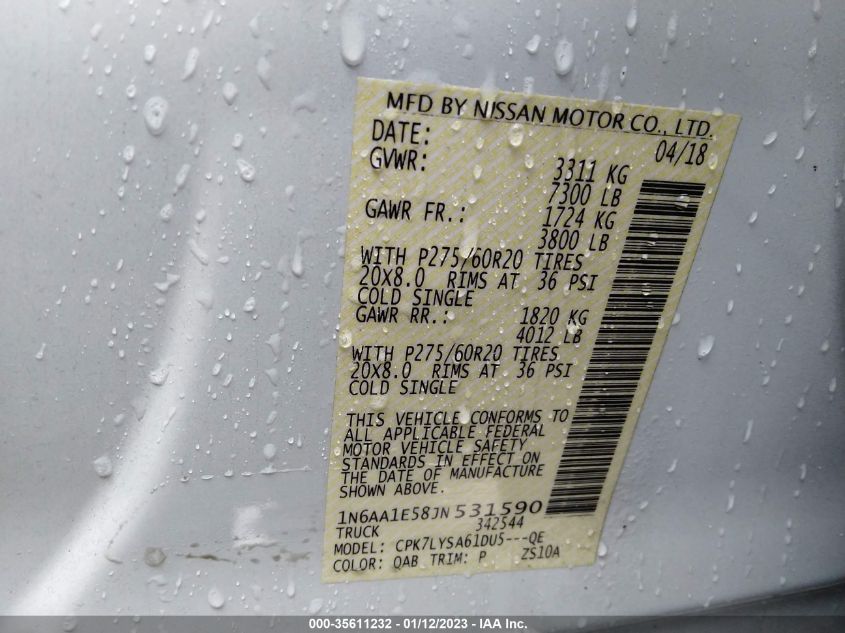 MFD BY NISSAN MOTOR CO., LTD.
DATE: 04/18
GVWR: 3311 KG
7300 LB
GAWR FR.: 1724 KG
3800 LB
WITH P275/60R20 TIRES
20X8.0 RIMS AT 36 PSI
COLD SINGLE
GAWR RR.: 1820 KG
4012 LB
WITH P275/60R20 TIRES
20X8.0 RIMS AT 36 PSI
COLD SINGLE
THIS VEHICLE CONFORMS TO
ALL APPLICABLE FEDERAL
MOTOR VEHICLE SAFETY
STANDARDS IN EFFECT ON
THE DATE OF MANUFACTURE
SHOWN ABOVE.
1N6AA1E58JN531590
TRUCK 342544
MODEL: CPK7LYSA61DU5---QE
COLOR: QAB TRIM: P ZS10A
000-35611232 - 01/12/2023 - IAA Inc.